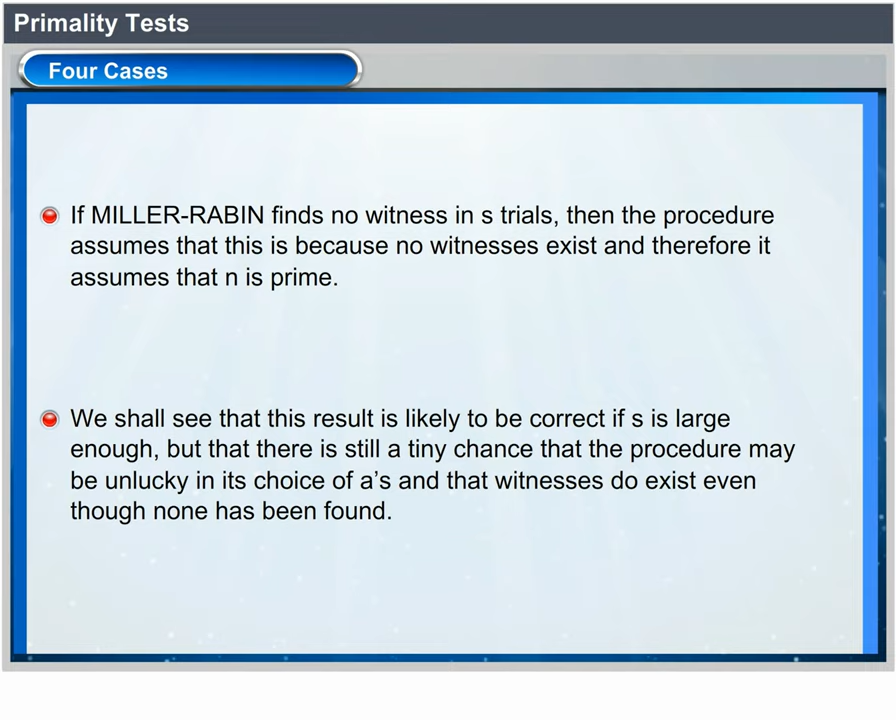 Primality Tests
Four Cases
If MILLER-RABIN finds no witness in s trials, then the procedure
assumes that this is because no witnesses exist and therefore it
assumes that n is prime.
We shall see that this result is likely to be correct if s is large
enough, but that there is still a tiny chance that the procedure may
be unlucky in its choice of a’s and that witnesses do exist even
though none has been found.